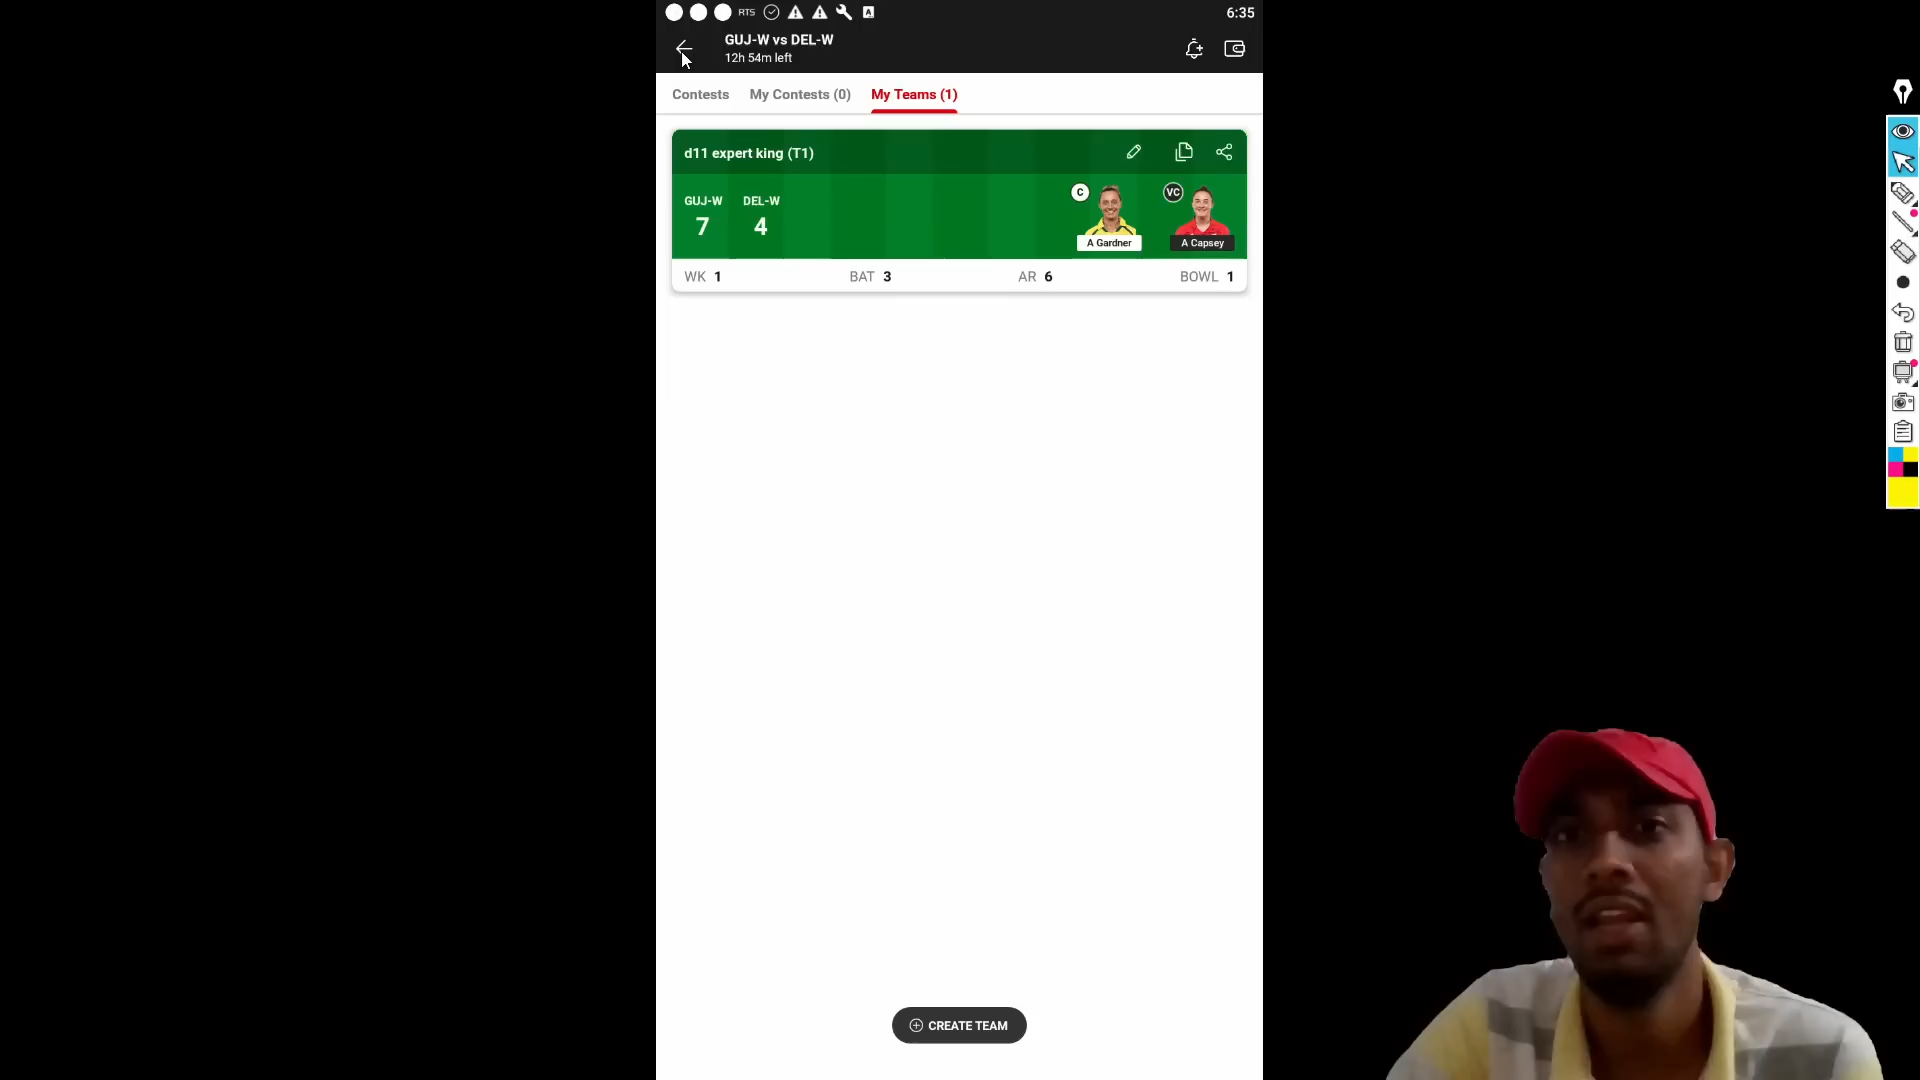 RTS A 6:35
GUJ-W vs DEL-W
12h 54m left
Contests My Contests (0) My Teams (1)
d11 expert king (T1)
C VC
GUJ-W DEL-W
7 4
A Gardner A Capsey
WK 1 BAT 3 AR 6 BOWL 1
CREATE TEAM